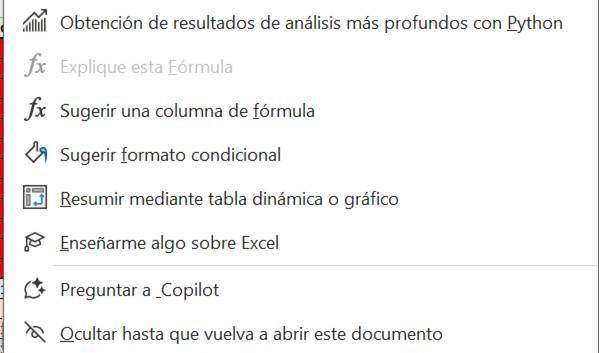 Obtención de resultados de análisis más profundos con Python
fx Explique esta Fórmula
fx Sugerir una columna de fórmula
Sugerir formato condicional
Resumir mediante tabla dinámica o gráfico
Enseñarme algo sobre Excel
Preguntar a _Copilot
Ocultar hasta que vuelva a abrir este documento